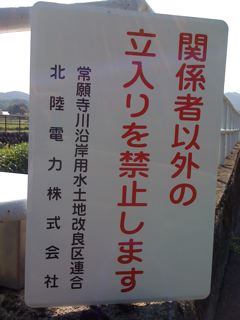 関係者以外の
立入りを禁止します
常願寺川沿岸用水土地改良区連合
北陸電力株式会社